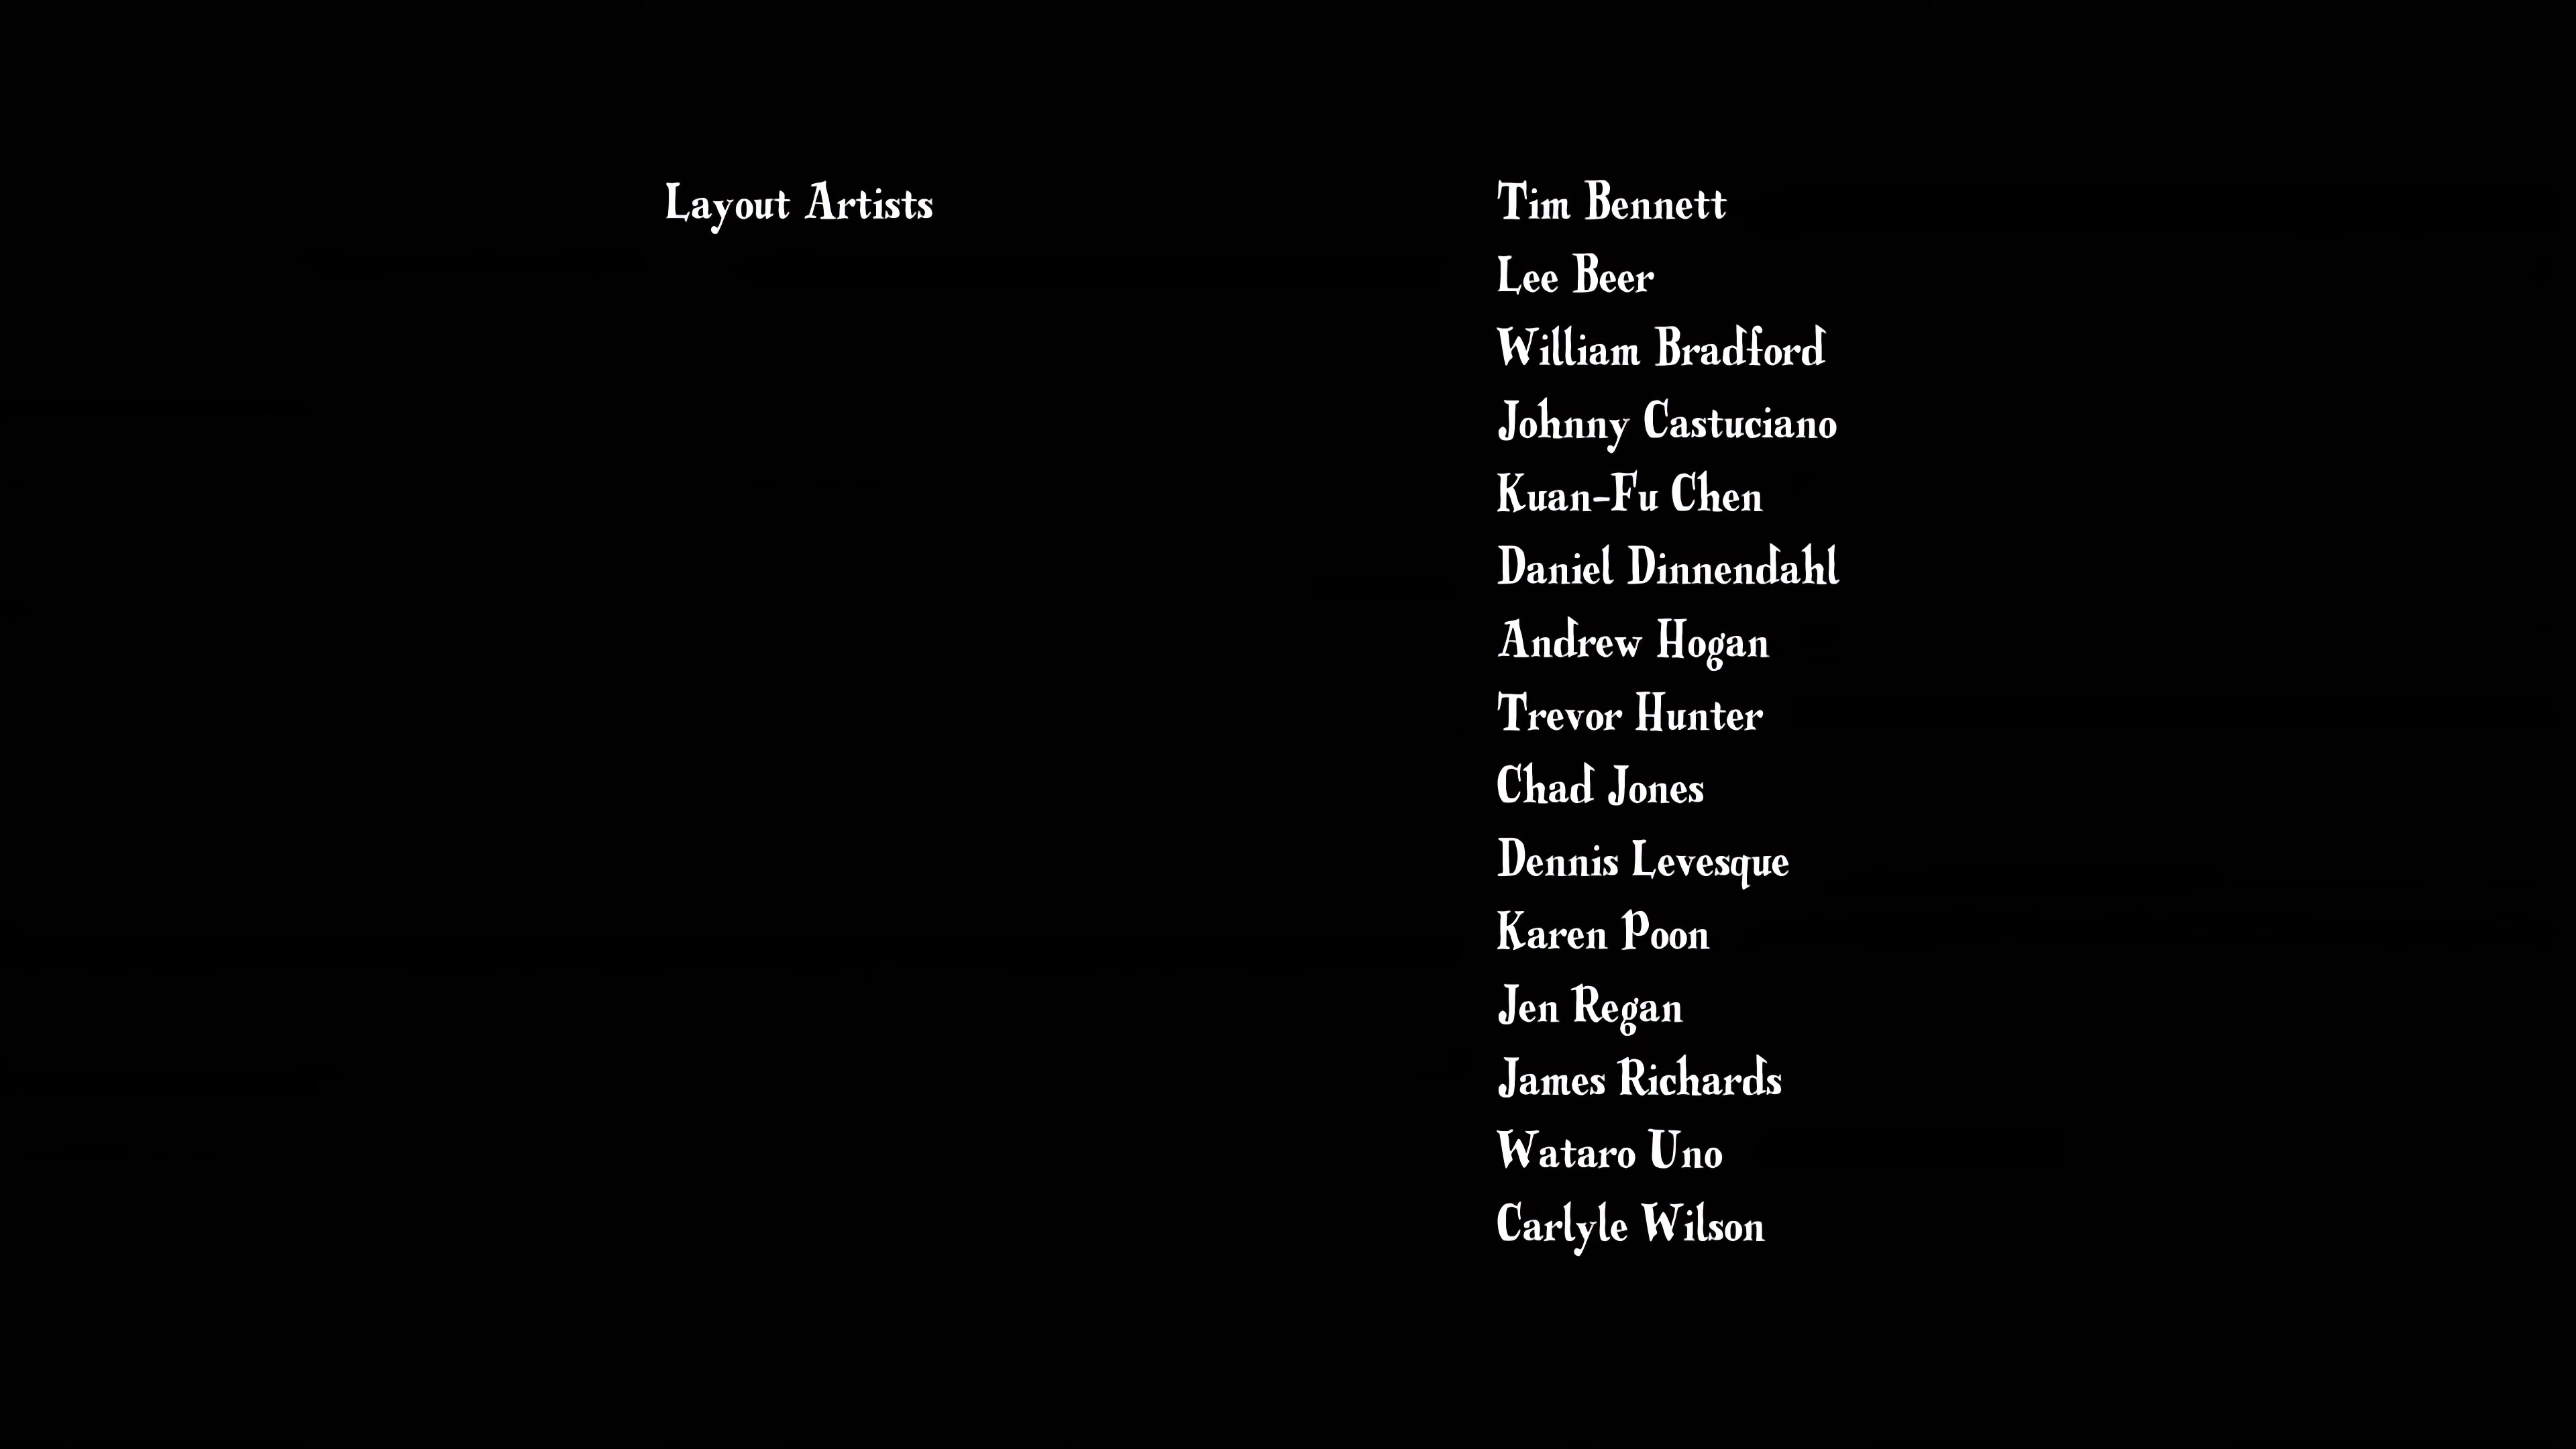 Layout Artists Tim Bennett
Lee Beer
William Bradford
Johnny Castuciano
Kuan-Fu Chen
Daniel Dinnendahl
Andrew Hogan
Trevor Hunter
Chad Jones
Dennis Levesque
Karen Poon
Jen Regan
James Richards
Wataro Uno
Carlyle Wilson